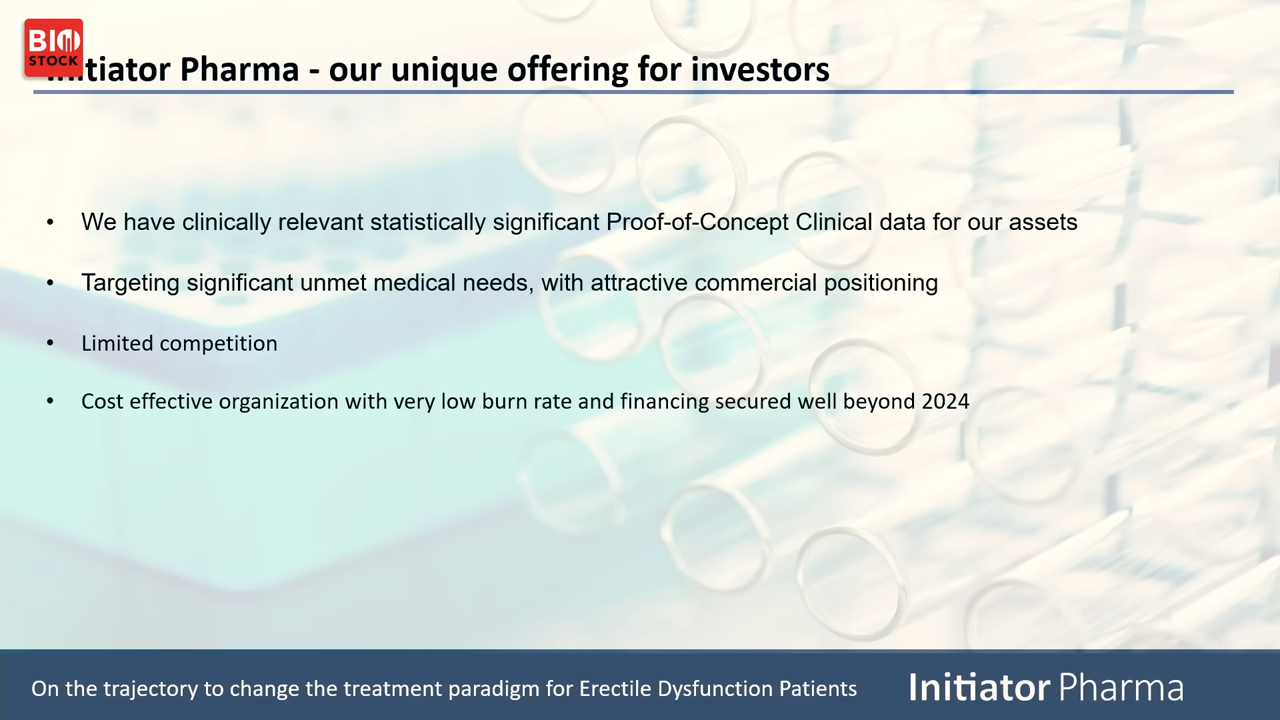 BIO
STOCK
Initiator Pharma - our unique offering for investors
• We have clinically relevant statistically significant Proof-of-Concept Clinical data for our assets
• Targeting significant unmet medical needs, with attractive commercial positioning
• Limited competition
• Cost effective organization with very low burn rate and financing secured well beyond 2024
On the trajectory to change the treatment paradigm for Erectile Dysfunction Patients
Initiator Pharma